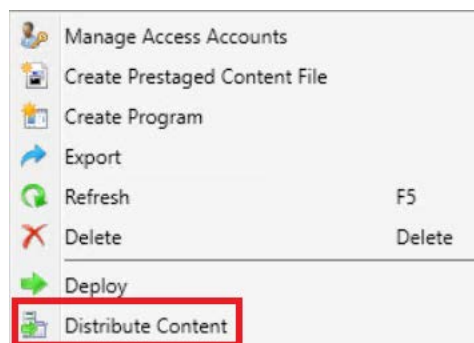 Manage Access Accounts
Create Prestaged Content File
Create Program
Export
Refresh F5
Delete Delete
Deploy
Distribute Content